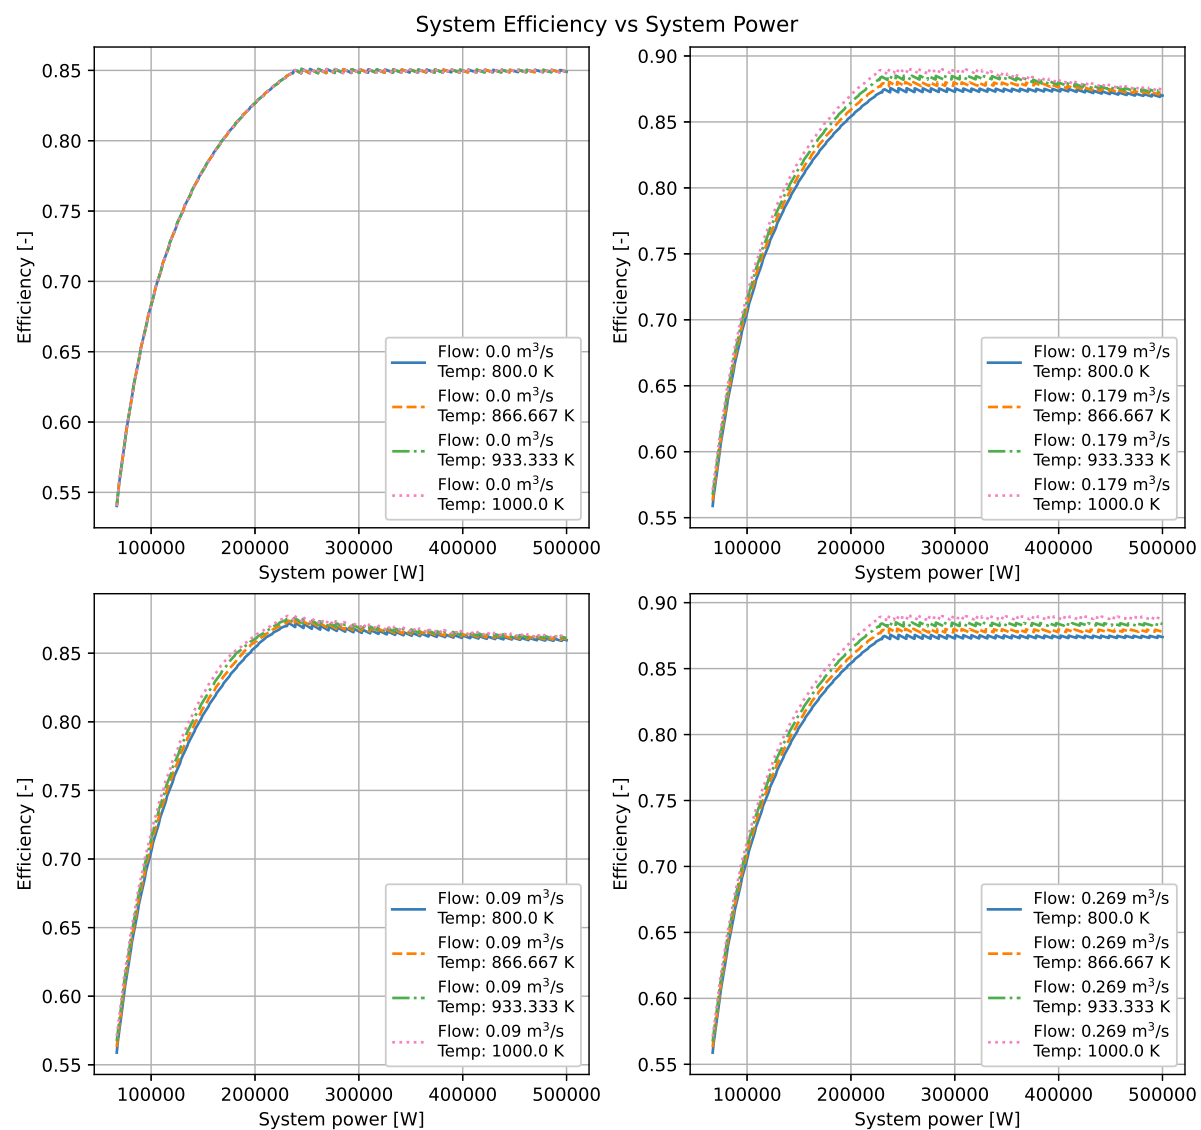 System Efficiency vs System Power
Efficiency [-]
0.85
0.80
0.75
0.70
0.65
0.60
0.55
100000 200000 300000 400000 500000
System power [W]
Flow: 0.0 m³/s
Temp: 800.0 K
Flow: 0.0 m³/s
Temp: 866.667 K
Flow: 0.0 m³/s
Temp: 933.333 K
Flow: 0.0 m³/s
Temp: 1000.0 K
Efficiency [-]
0.90
0.85
0.80
0.75
0.70
0.65
0.60
0.55
100000 200000 300000 400000 500000
System power [W]
Flow: 0.179 m³/s
Temp: 800.0 K
Flow: 0.179 m³/s
Temp: 866.667 K
Flow: 0.179 m³/s
Temp: 933.333 K
Flow: 0.179 m³/s
Temp: 1000.0 K
Efficiency [-]
0.85
0.80
0.75
0.70
0.65
0.60
0.55
100000 200000 300000 400000 500000
System power [W]
Flow: 0.09 m³/s
Temp: 800.0 K
Flow: 0.09 m³/s
Temp: 866.667 K
Flow: 0.09 m³/s
Temp: 933.333 K
Flow: 0.09 m³/s
Temp: 1000.0 K
Efficiency [-]
0.90
0.85
0.80
0.75
0.70
0.65
0.60
0.55
100000 200000 300000 400000 500000
System power [W]
Flow: 0.269 m³/s
Temp: 800.0 K
Flow: 0.269 m³/s
Temp: 866.667 K
Flow: 0.269 m³/s
Temp: 933.333 K
Flow: 0.269 m³/s
Temp: 1000.0 K